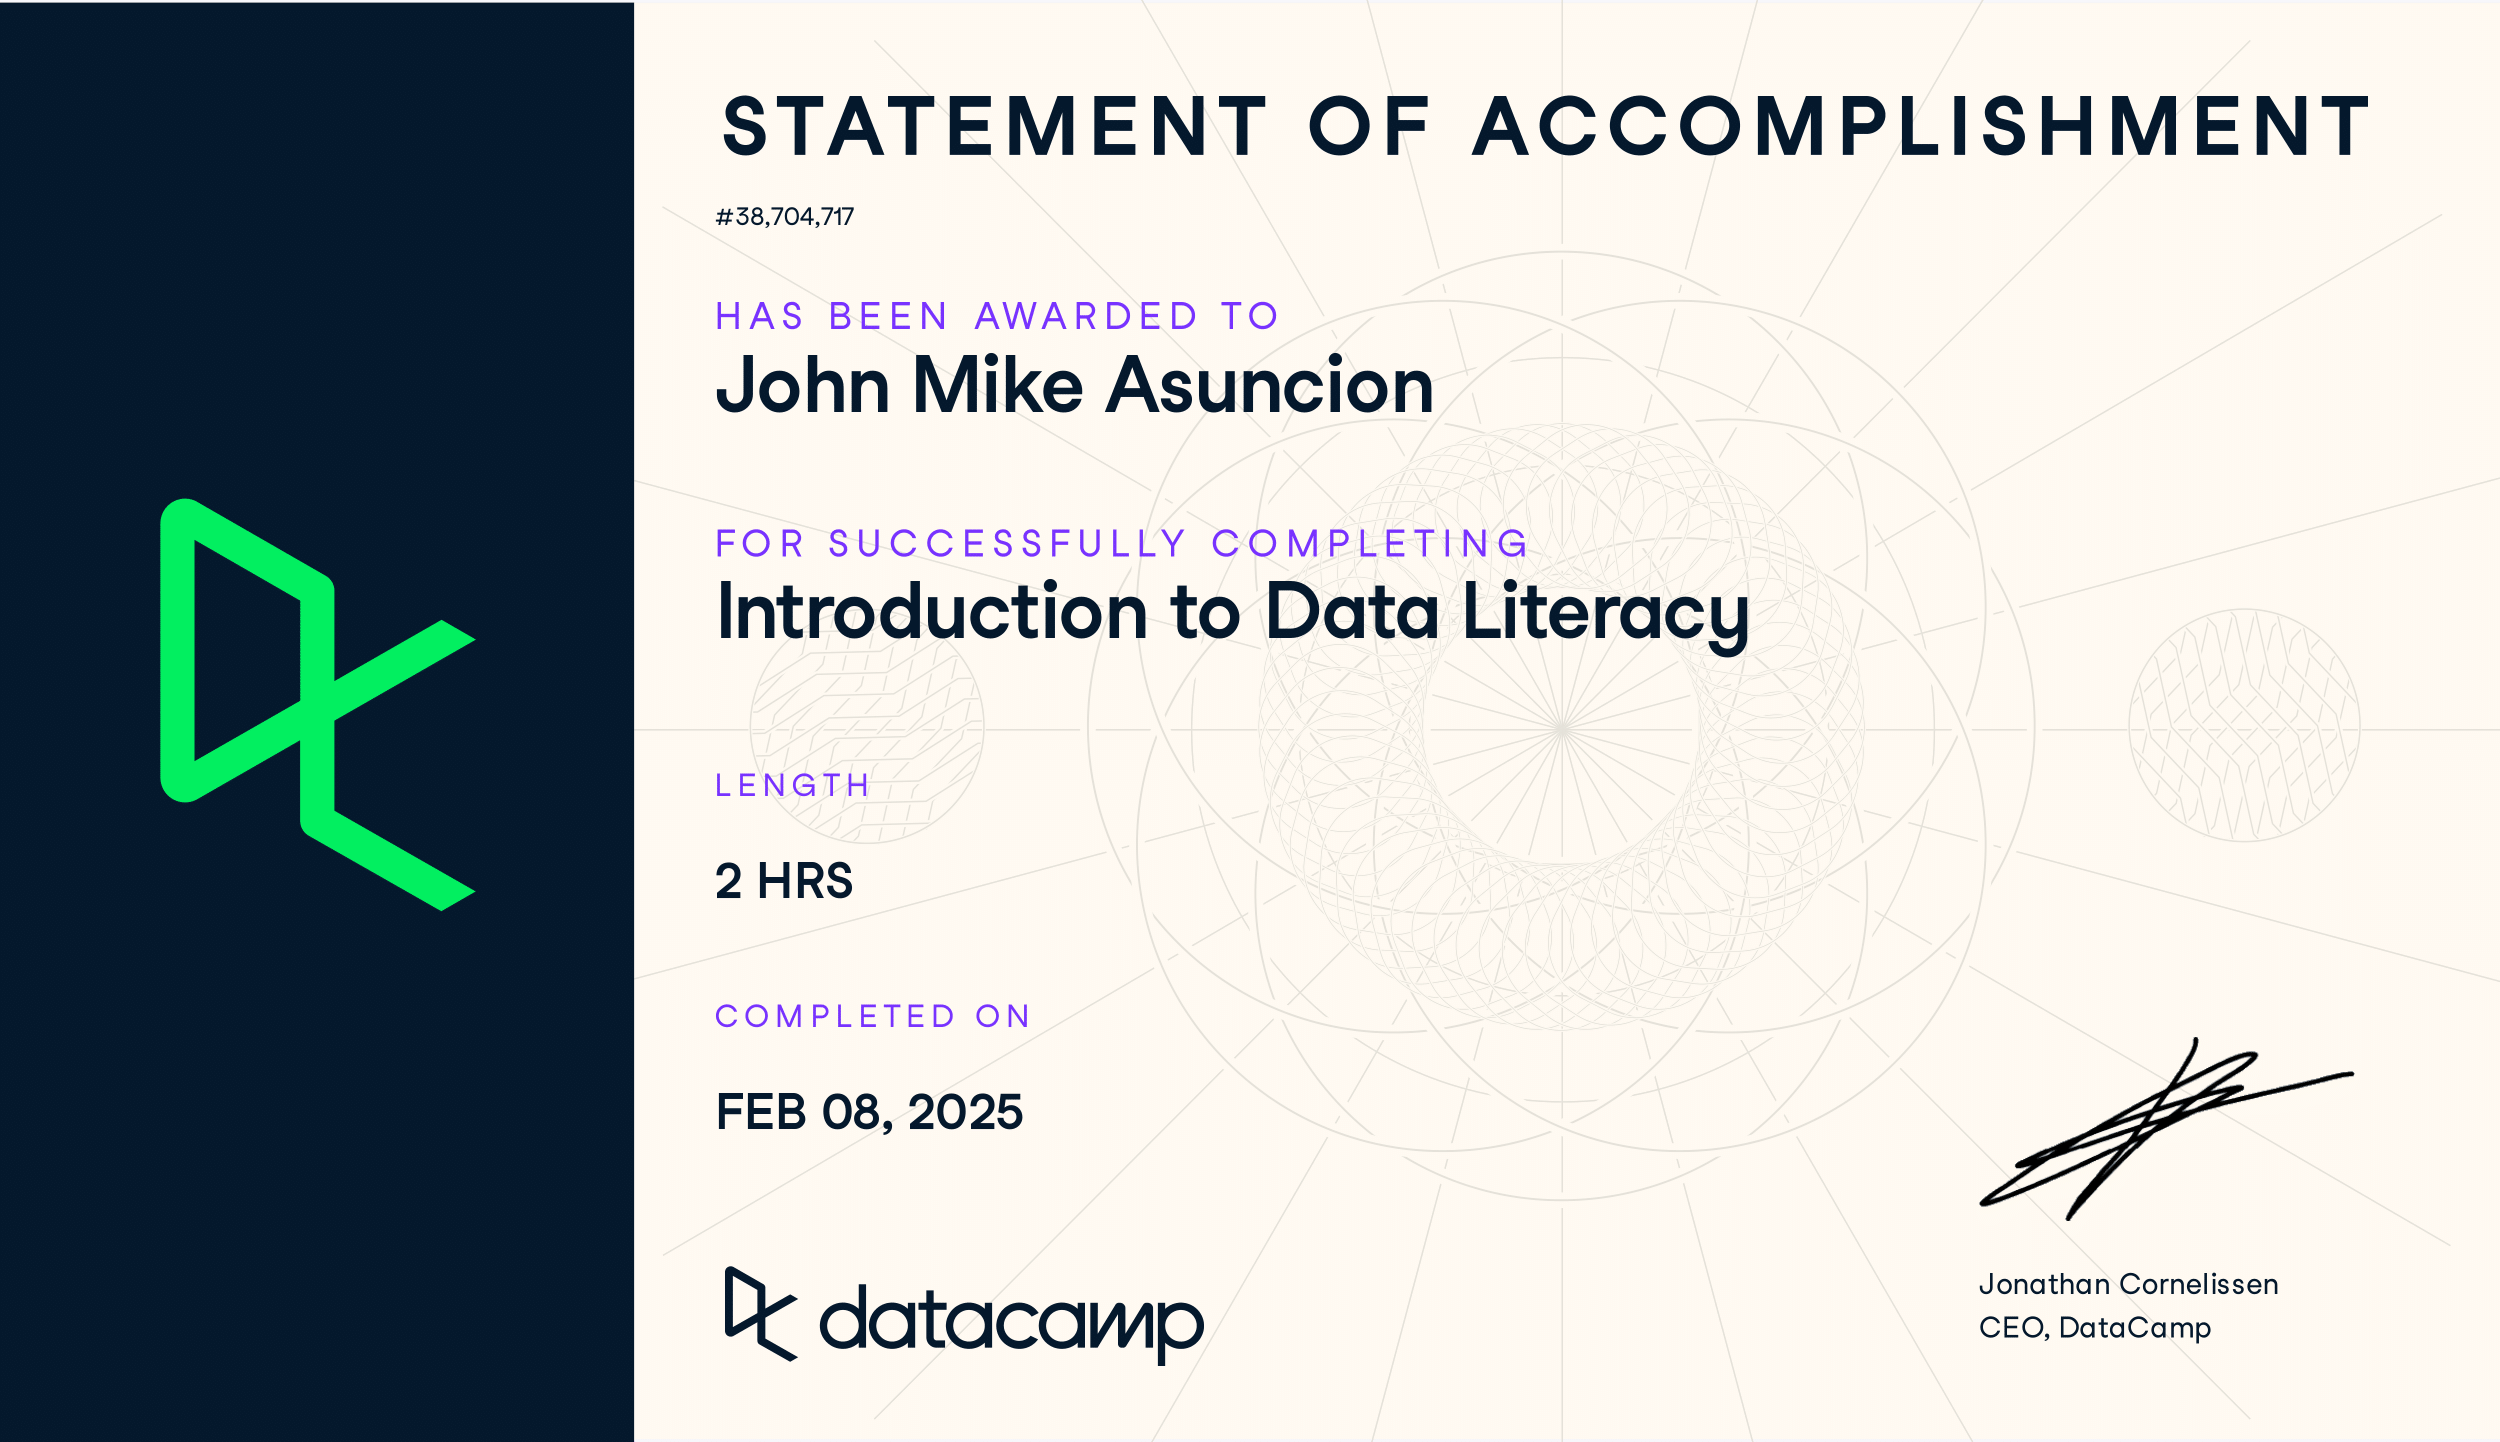 STATEMENT OF ACCOMPLISHMENT
#38,704,717
HAS BEEN AWARDED TO
John Mike Asuncion
FOR SUCCESSFULLY COMPLETING
Introduction to Data Literacy
LENGTH
2 HRS
COMPLETED ON
FEB 08, 2025
datacamp
Jonathan Cornelissen
CEO, DataCamp